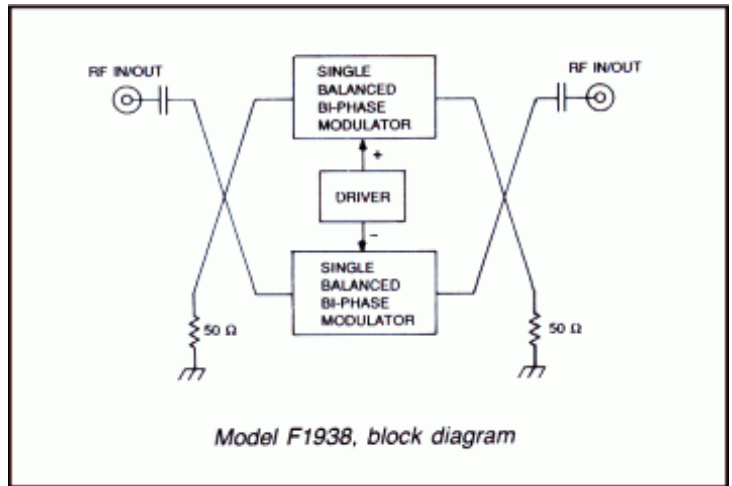 RF IN/OUT
SINGLE
BALANCED
BI-PHASE
MODULATOR
RF IN/OUT
+
DRIVER
−
SINGLE
BALANCED
BI-PHASE
MODULATOR
50 Ω
50 Ω
Model F1938, block diagram